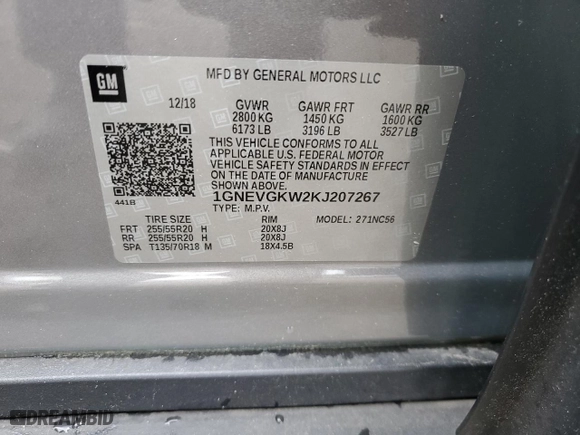 GM
MFD BY GENERAL MOTORS LLC
12/18 GVWR GAWR FRT GAWR RR
2800 KG 1450 KG 1600 KG
6173 LB 3196 LB 3527 LB
THIS VEHICLE CONFORMS TO ALL
APPLICABLE U.S. FEDERAL MOTOR
VEHICLE SAFETY STANDARDS IN EFFECT
ON THE DATE OF MANUFACTURE SHOWN ABOVE.
441B 1GNEVGKW2KJ207267
TYPE: M.P.V. MODEL: 271NC56
TIRE SIZE RIM
FRT 255/55R20 H 20X8J
RR 255/55R20 H 20X8J
SPA T135/70R18 M 18X4.5B
© DREAMBID